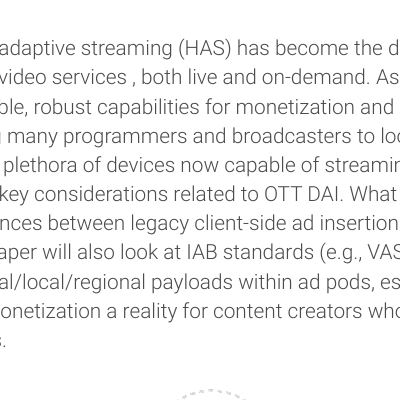 adaptive streaming (HAS) has become the d
video services , both live and on-demand. As
ble, robust capabilities for monetization and
g many programmers and broadcasters to loo
plethora of devices now capable of streamin
key considerations related to OTT DAI. What
nces between legacy client-side ad insertion
aper will also look at IAB standards (e.g., VAS
al/local/regional payloads within ad pods, es
onetization a reality for content creators who
s.